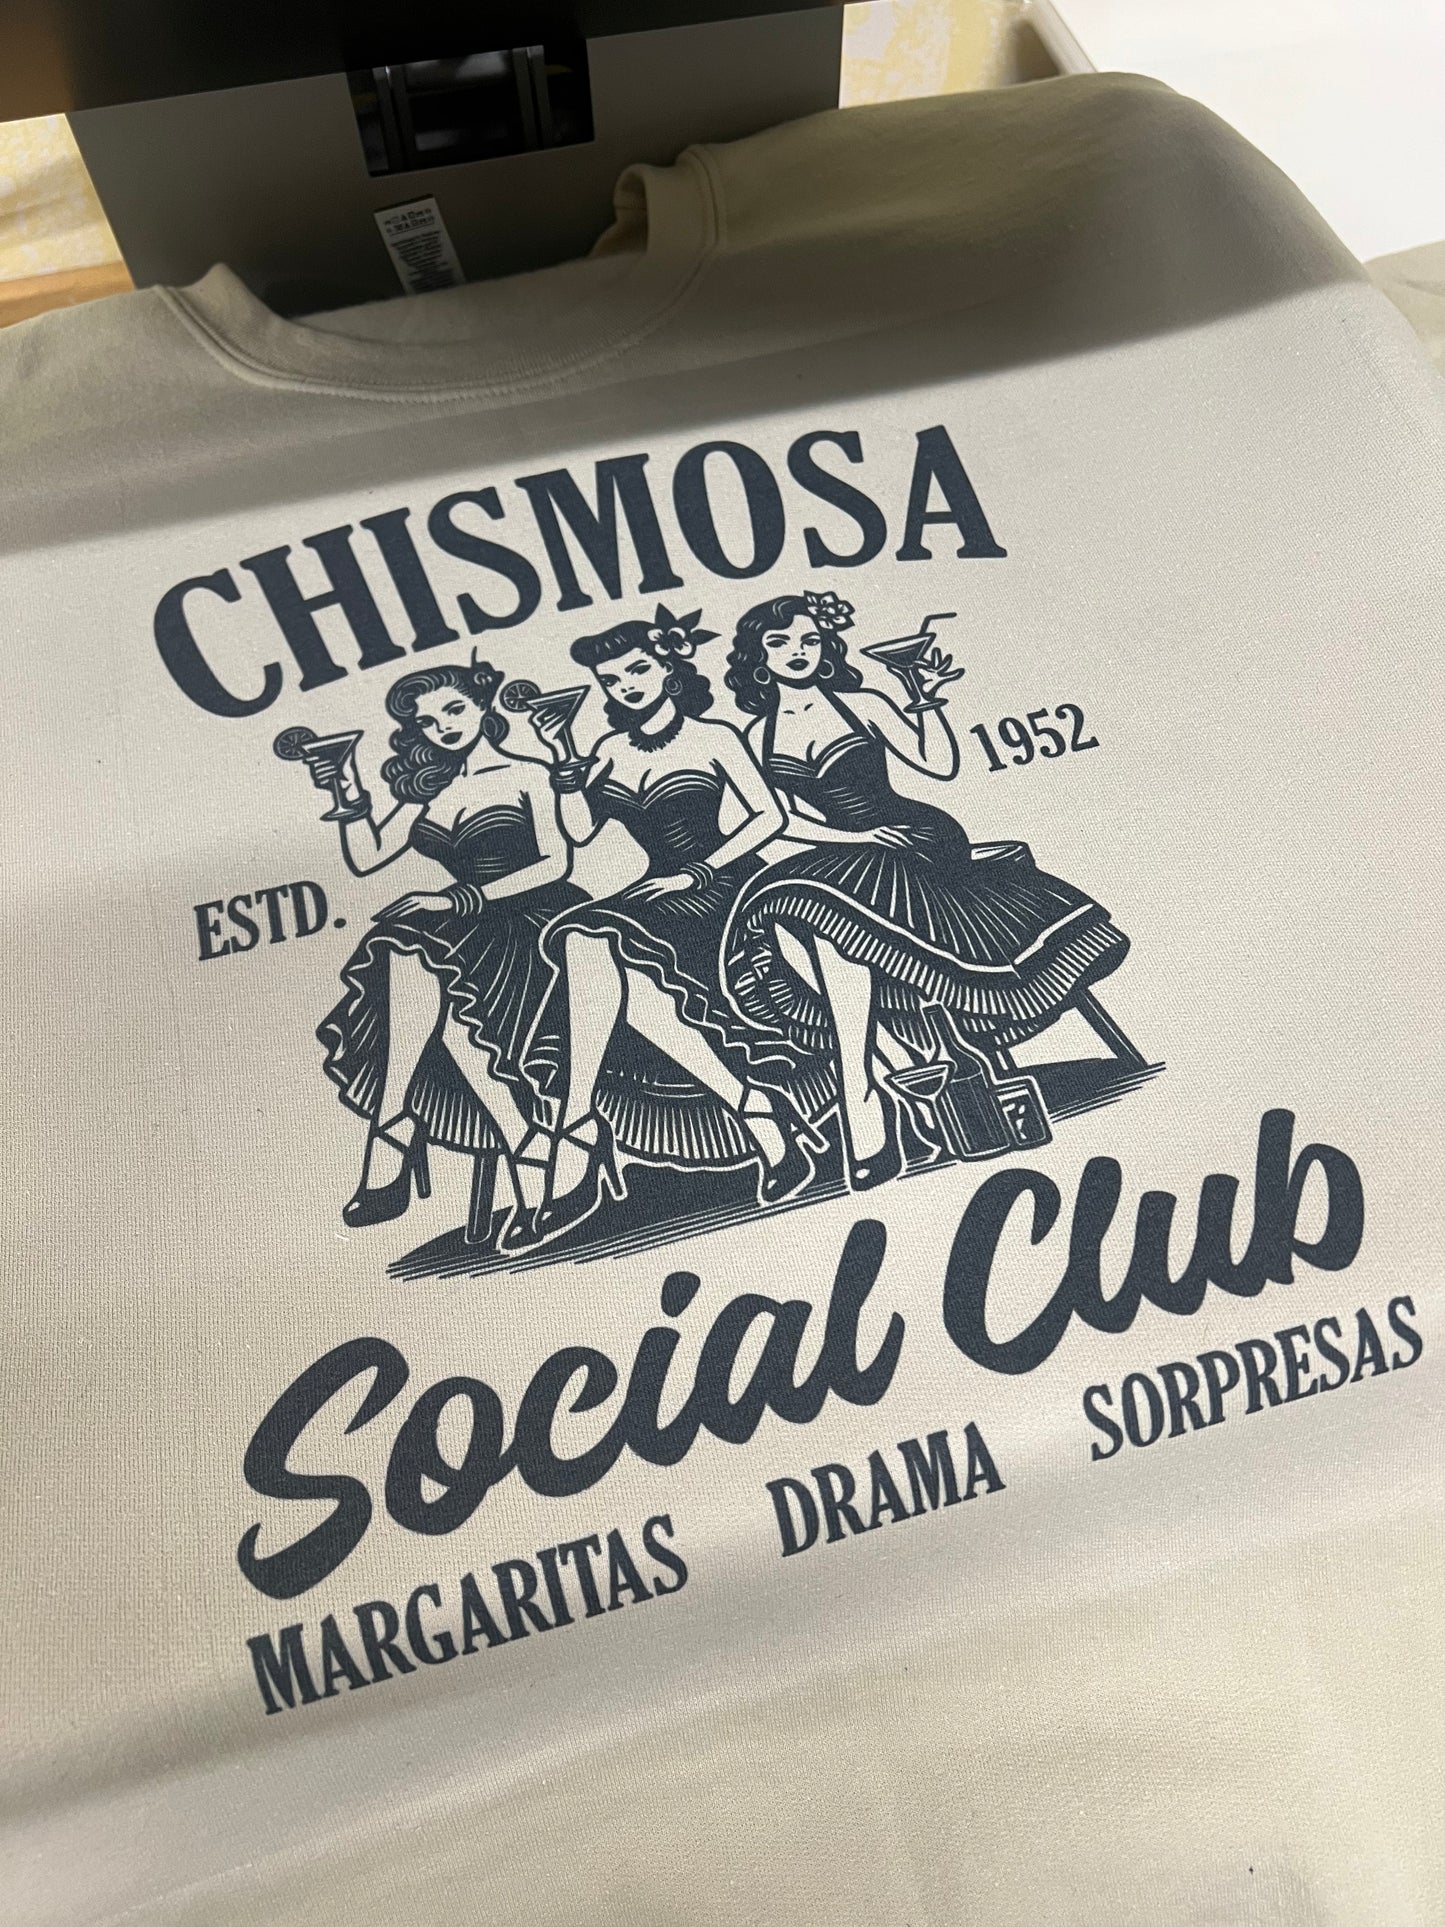 CHISMOSA
ESTD. 1952
Social Club
MARGARITAS DRAMA SORPRESAS